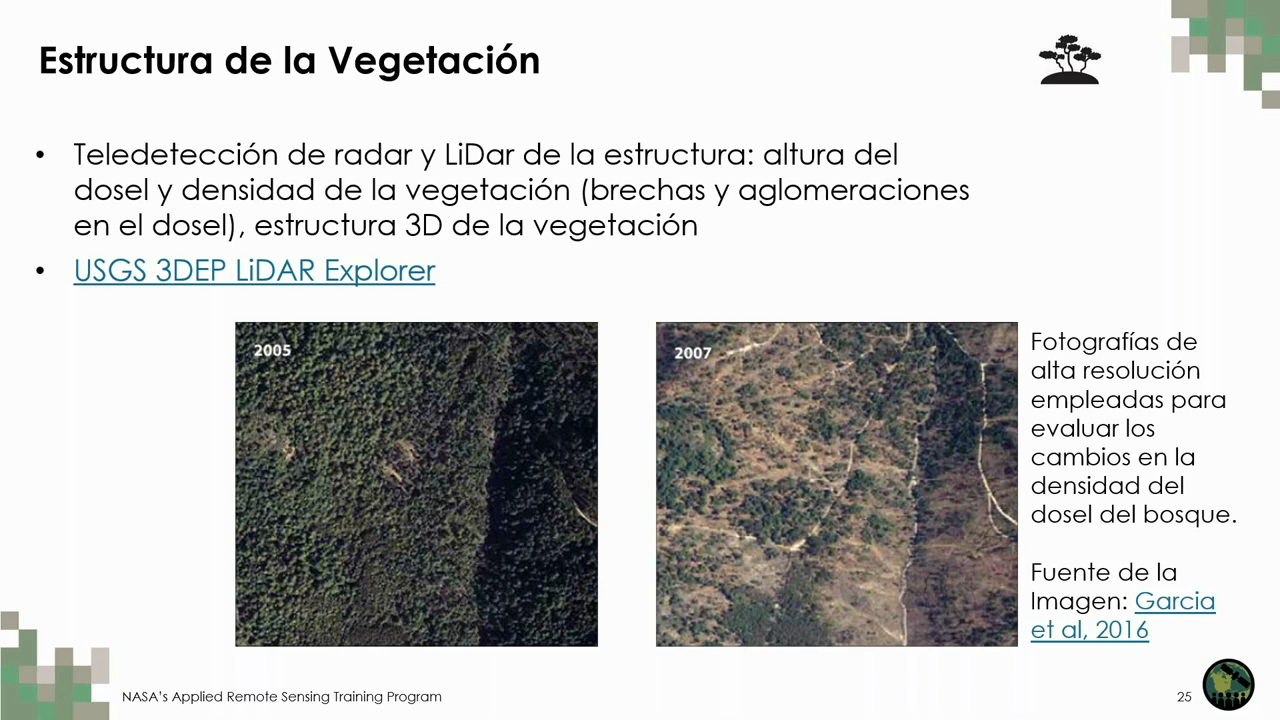 Estructura de la Vegetación
• Teledetección de radar y LiDar de la estructura: altura del
dosel y densidad de la vegetación (brechas y aglomeraciones
en el dosel), estructura 3D de la vegetación
• USGS 3DEP LiDAR Explorer
2005
2007
Fotografías de
alta resolución
empleadas para
evaluar los
cambios en la
densidad del
dosel del bosque.
Fuente de la
Imagen: Garcia
et al, 2016
NASA's Applied Remote Sensing Training Program
25